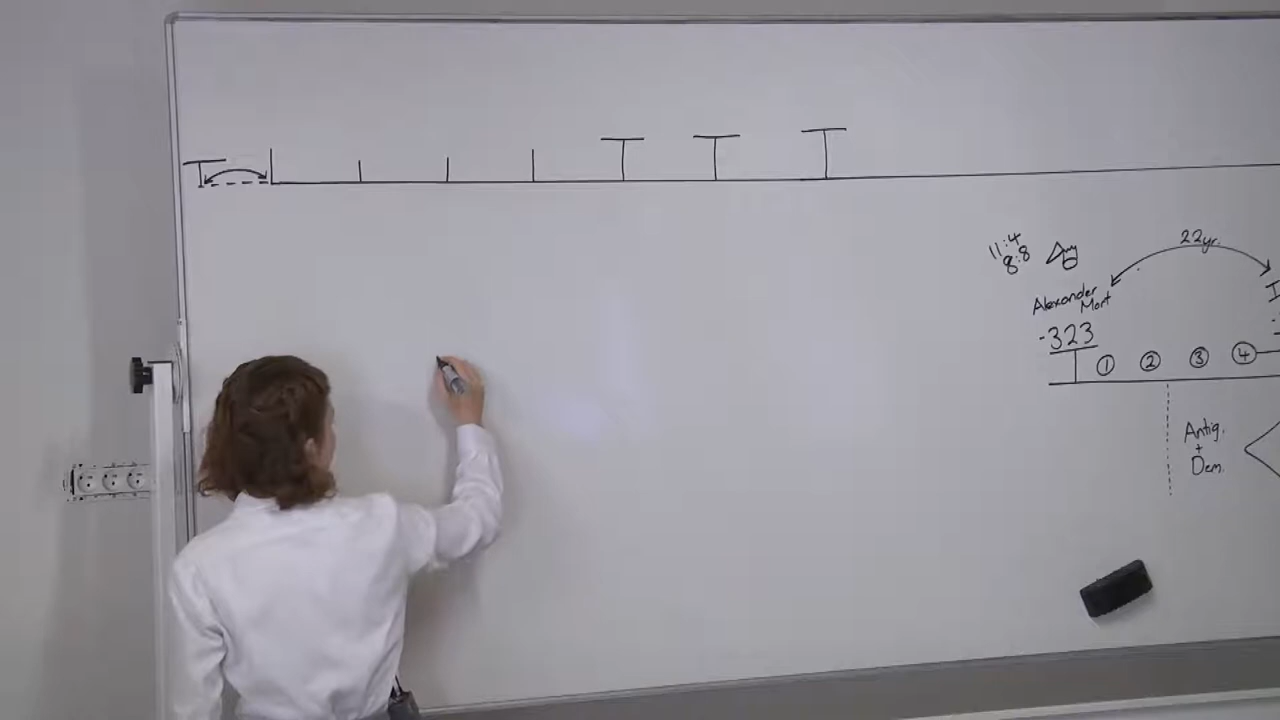 11:4
8:8
22yr.
Alexander
Mort
-323
① ② ③ ④
Antig.
+
Dem.